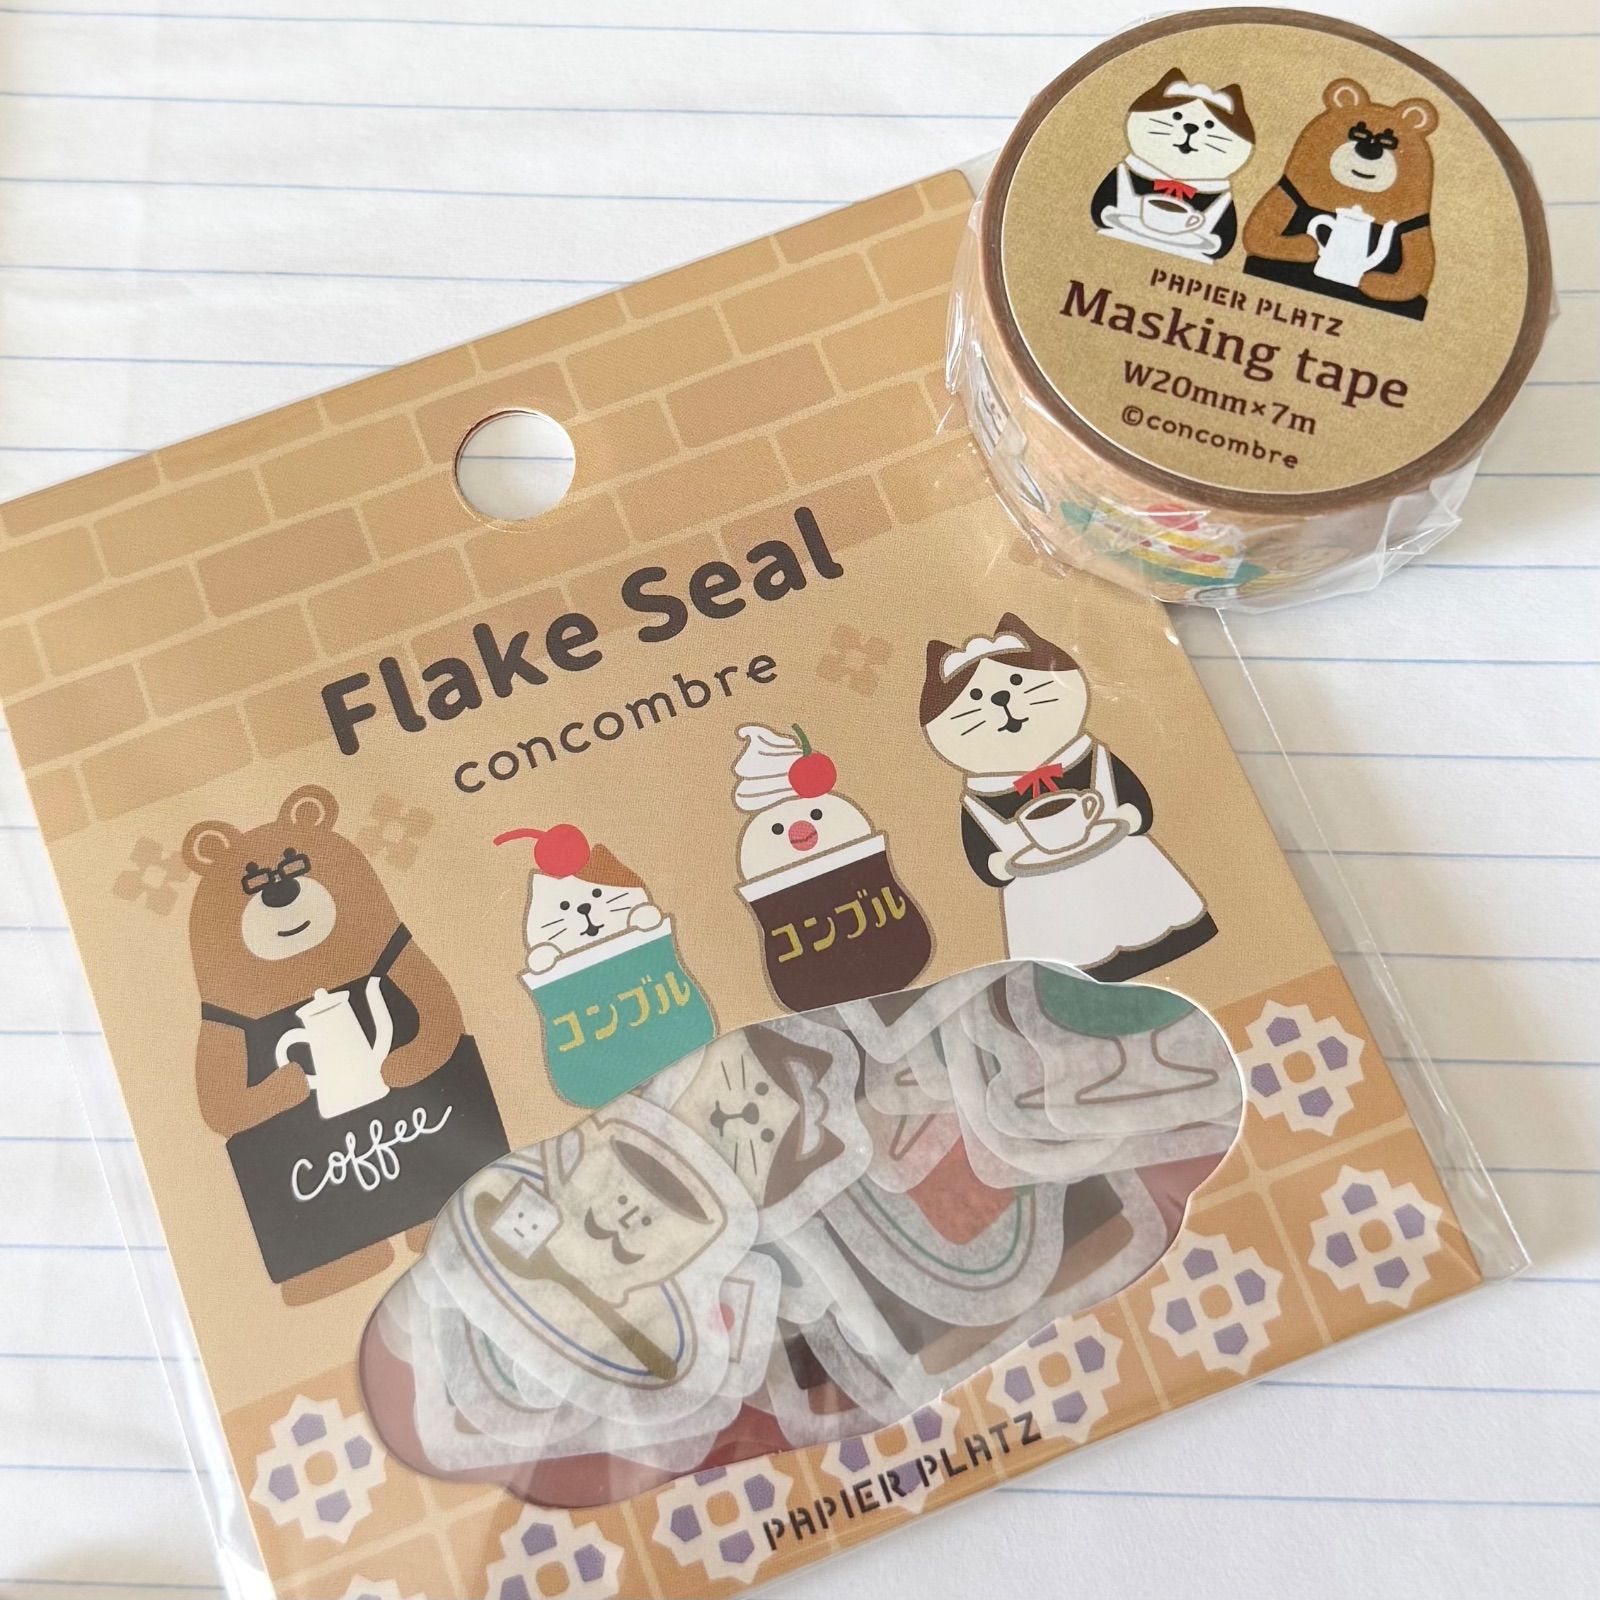 PAPIER PLATZ
Masking tape
W20mm×7m
©concombre
Flake Seal
concombre
コンブル
コンブル
coffee
PAPIER PLATZ